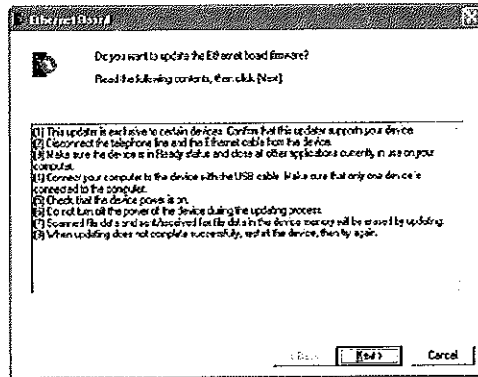 Ethernet Board
Do you want to update the Ethernet board firmware?
Read the following contents, then click [Next].
(1) This updater is exclusive to certain devices. Confirm that this updater supports your device.
(2) Disconnect the telephone line and the Ethernet cable from the device.
(3) Make sure the device is in Ready status and close all other applications currently in use on your
computer.
(4) Connect your computer to the device with the USB cable. Make sure that only one device is
connected to the computer.
(5) Check that the device power is on.
(6) Do not turn off the power of the device during the updating process.
(7) Scanned file data and sent/received fax file data in the device memory will be erased by updating.
(8) When updating does not complete successfully, restart the device, then try again.
< Back Next > Cancel